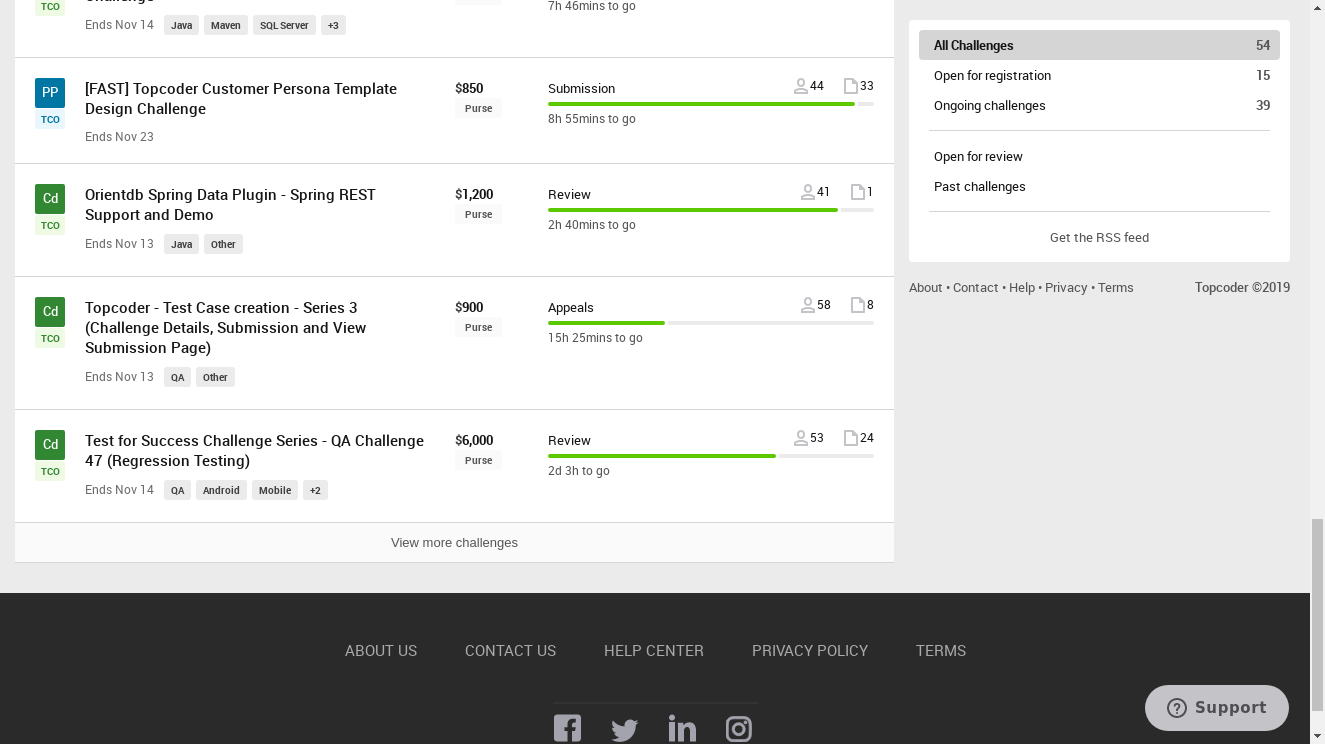 Challenge
TCO
7h 46mins to go
Ends Nov 14 Java Maven SQL Server +3
PP
TCO
[FAST] Topcoder Customer Persona Template
Design Challenge
Ends Nov 23
$850
Purse
Submission 44 33
8h 55mins to go
Cd
TCO
Orientdb Spring Data Plugin - Spring REST
Support and Demo
Ends Nov 13 Java Other
$1,200
Purse
Review 41 1
2h 40mins to go
Cd
TCO
Topcoder - Test Case creation - Series 3
(Challenge Details, Submission and View
Submission Page)
Ends Nov 13 QA Other
$900
Purse
Appeals 58 8
15h 25mins to go
Cd
TCO
Test for Success Challenge Series - QA Challenge
47 (Regression Testing)
Ends Nov 14 QA Android Mobile +2
$6,000
Purse
Review 53 24
2d 3h to go
View more challenges
All Challenges 54
Open for registration 15
Ongoing challenges 39
Open for review
Past challenges
Get the RSS feed
About • Contact • Help • Privacy • Terms Topcoder ©2019
ABOUT US CONTACT US HELP CENTER PRIVACY POLICY TERMS
Support